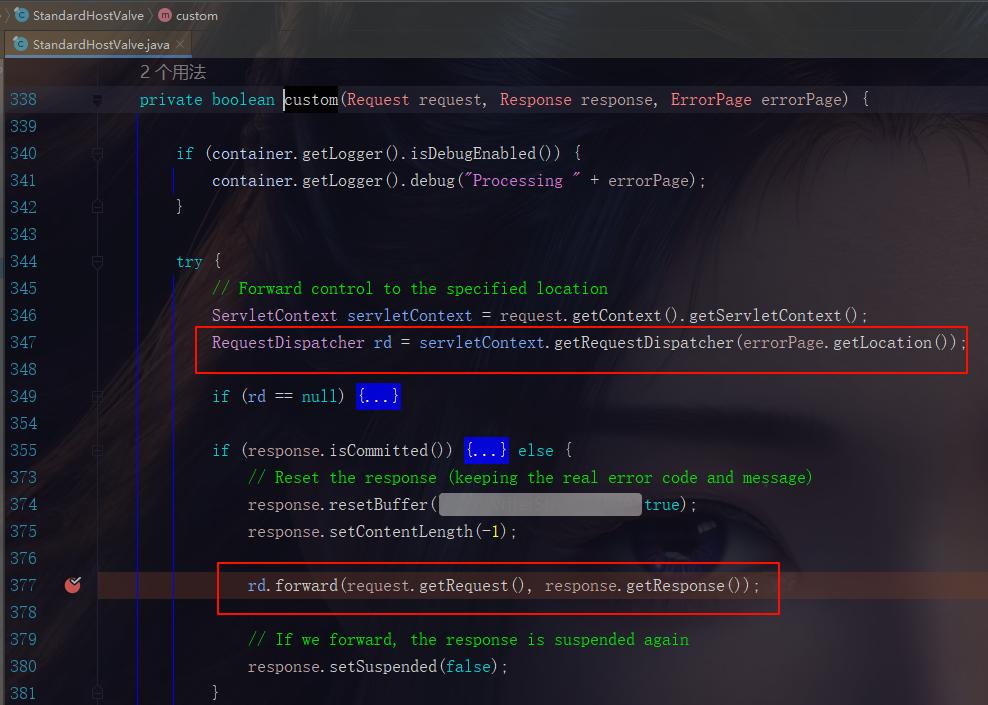 StandardHostValve custom
StandardHostValve.java
2 个用法
338 private boolean custom(Request request, Response response, ErrorPage errorPage) {
339
340 if (container.getLogger().isDebugEnabled()) {
341 container.getLogger().debug("Processing " + errorPage);
342 }
343
344 try {
345 // Forward control to the specified location
346 ServletContext servletContext = request.getContext().getServletContext();
347 RequestDispatcher rd = servletContext.getRequestDispatcher(errorPage.getLocation());
348
349 if (rd == null) {...}
354
355 if (response.isCommitted()) {...} else {
373 // Reset the response (keeping the real error code and message)
374 response.resetBuffer( true);
375 response.setContentLength(-1);
376
377 rd.forward(request.getRequest(), response.getResponse());
378
379 // If we forward, the response is suspended again
380 response.setSuspended(false);
381 }